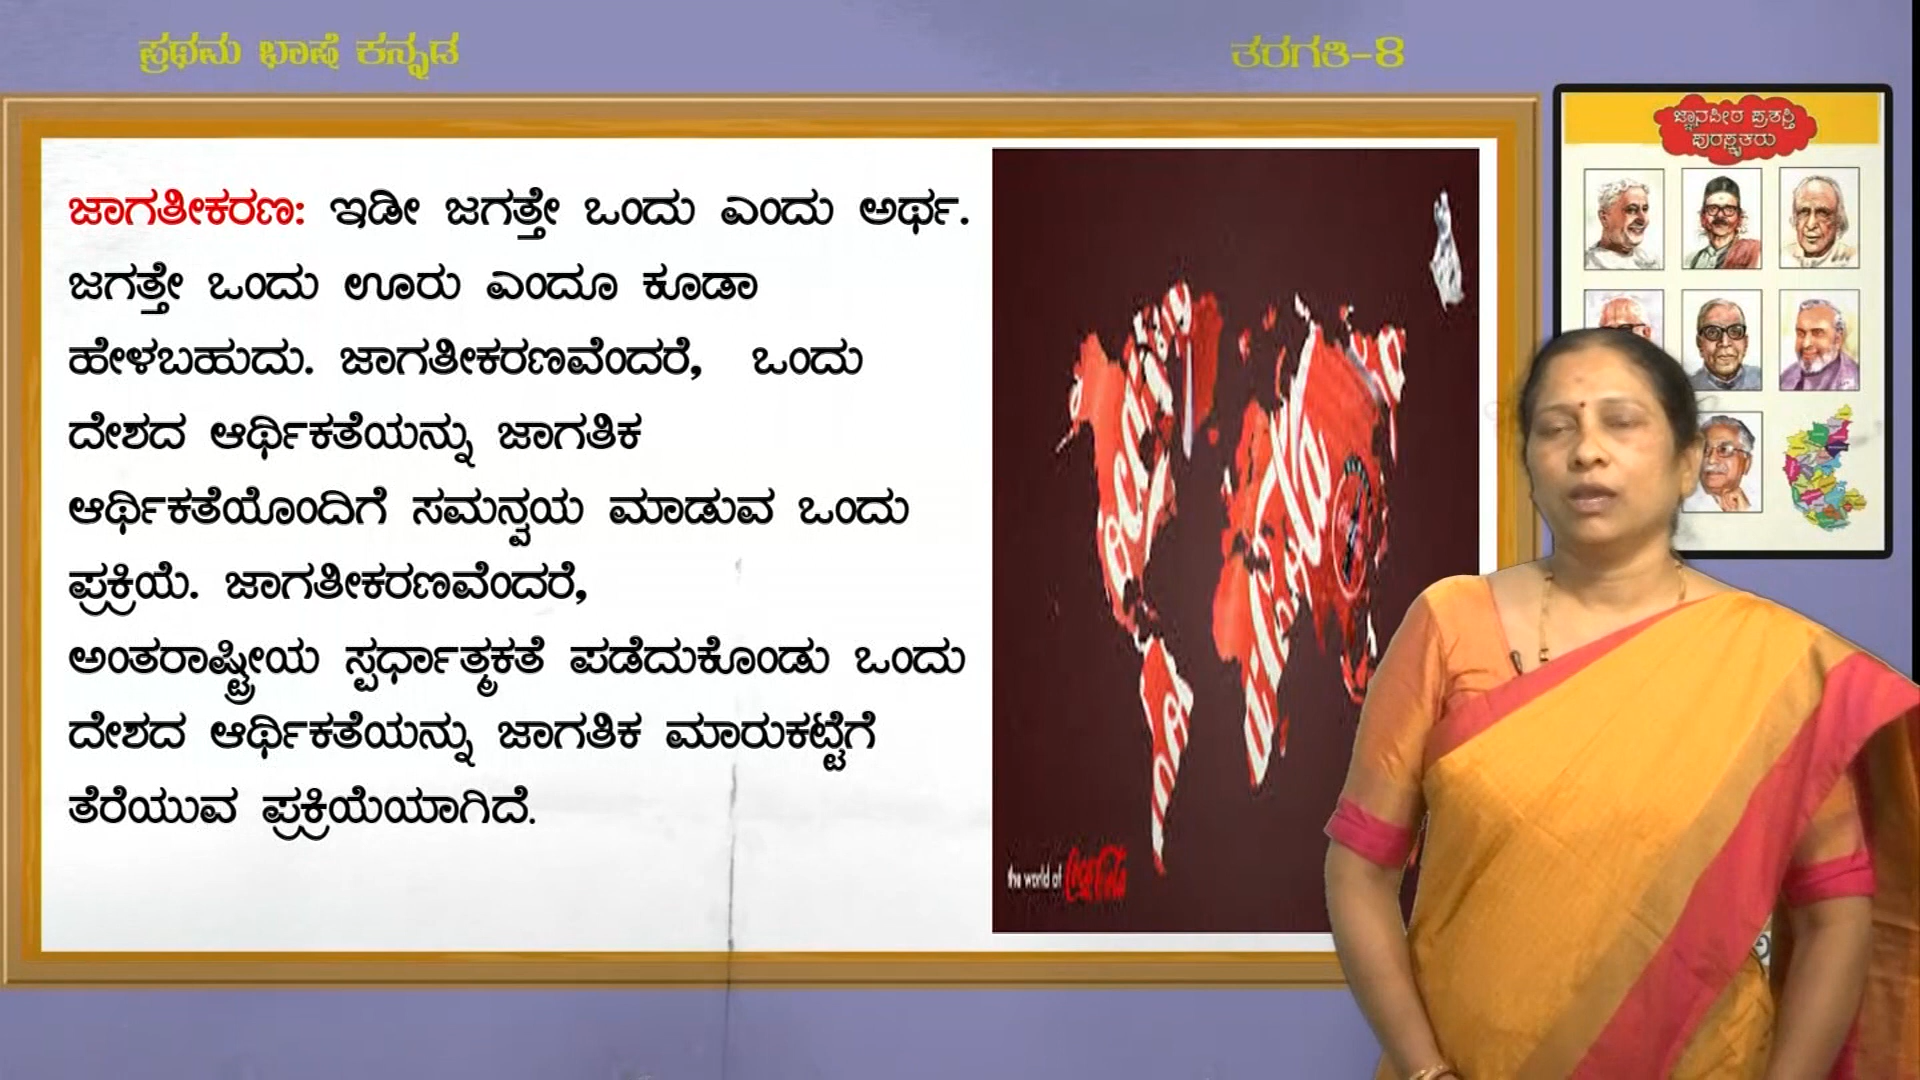 ಪ್ರಥಮ ಭಾಷೆ ಕನ್ನಡ
ತರಗತಿ-8
ಜ್ಞಾನಪೀಠ ಪ್ರಶಸ್ತಿ
ಪುರಸ್ಕೃತರು
ಜಾಗತೀಕರಣ: ಇಡೀ ಜಗತ್ತೇ ಒಂದು ಎಂದು ಅರ್ಥ.
ಜಗತ್ತೇ ಒಂದು ಊರು ಎಂದೂ ಕೂಡಾ
ಹೇಳಬಹುದು. ಜಾಗತೀಕರಣವೆಂದರೆ, ಒಂದು
ದೇಶದ ಆರ್ಥಿಕತೆಯನ್ನು ಜಾಗತಿಕ
ಆರ್ಥಿಕತೆಯೊಂದಿಗೆ ಸಮನ್ವಯ ಮಾಡುವ ಒಂದು
ಪ್ರಕ್ರಿಯೆ. ಜಾಗತೀಕರಣವೆಂದರೆ,
ಅಂತರಾಷ್ಟ್ರೀಯ ಸ್ಪರ್ಧಾತ್ಮಕತೆ ಪಡೆದುಕೊಂಡು ಒಂದು
ದೇಶದ ಆರ್ಥಿಕತೆಯನ್ನು ಜಾಗತಿಕ ಮಾರುಕಟ್ಟೆಗೆ
ತೆರೆಯುವ ಪ್ರಕ್ರಿಯೆಯಾಗಿದೆ.
the world of Coca-Cola